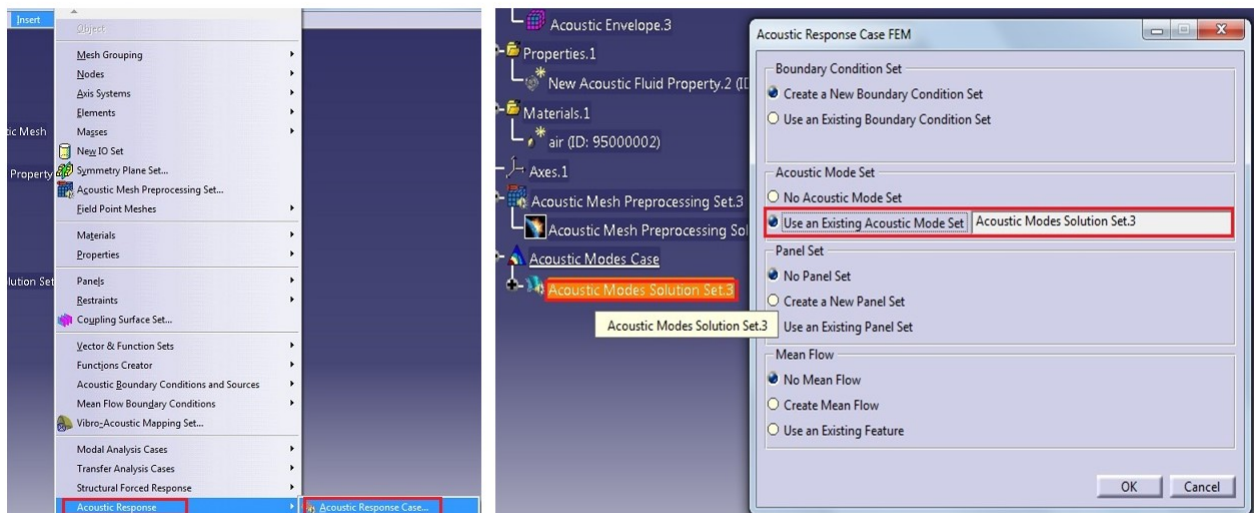 Insert
Object
Mesh Grouping
Nodes
Axis Systems
Elements
Masses
New IO Set
Symmetry Plane Set...
Acoustic Mesh Preprocessing Set...
Field Point Meshes
Materials
Properties
Panels
Restraints
Coupling Surface Set...
Vector & Function Sets
Functions Creator
Acoustic Boundary Conditions and Sources
Mean Flow Boundary Conditions
Vibro-Acoustic Mapping Set...
Modal Analysis Cases
Transfer Analysis Cases
Structural Forced Response
Acoustic Response
Acoustic Response Case...
tic Mesh
Property
lution Set
Acoustic Envelope.3
Properties.1
New Acoustic Fluid Property.2 (ID
Materials.1
air (ID: 95000002)
Axes.1
Acoustic Mesh Preprocessing Set.3
Acoustic Mesh Preprocessing Sol
Acoustic Modes Case
Acoustic Modes Solution Set.3
Acoustic Modes Solution Set.3
Acoustic Response Case FEM
Boundary Condition Set
Create a New Boundary Condition Set
Use an Existing Boundary Condition Set
Acoustic Mode Set
No Acoustic Mode Set
Use an Existing Acoustic Mode Set Acoustic Modes Solution Set.3
Panel Set
No Panel Set
Create a New Panel Set
Use an Existing Panel Set
Mean Flow
No Mean Flow
Create Mean Flow
Use an Existing Feature
OK Cancel